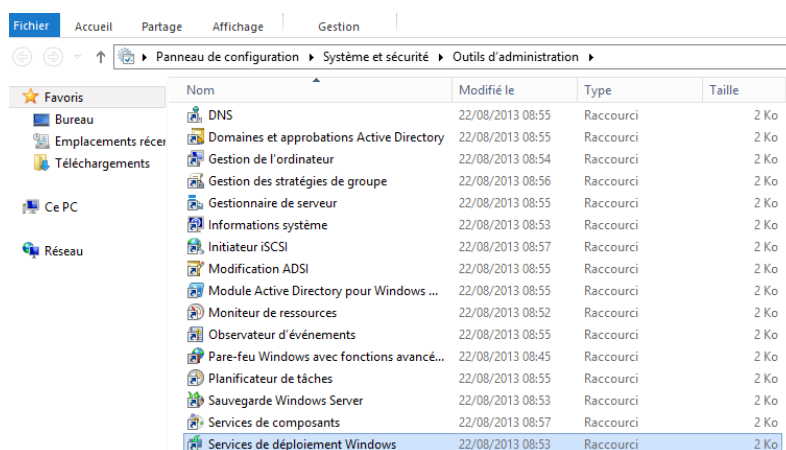 Fichier Accueil Partage Affichage Gestion
Panneau de configuration Système et sécurité Outils d'administration
Nom Modifié le Type Taille
Favoris
Bureau
Emplacements récer
Téléchargements
Ce PC
Réseau
DNS 22/08/2013 08:55 Raccourci 2 Ko
Domaines et approbations Active Directory 22/08/2013 08:55 Raccourci 2 Ko
Gestion de l'ordinateur 22/08/2013 08:54 Raccourci 2 Ko
Gestion des stratégies de groupe 22/08/2013 08:56 Raccourci 2 Ko
Gestionnaire de serveur 22/08/2013 08:55 Raccourci 2 Ko
Informations système 22/08/2013 08:53 Raccourci 2 Ko
Initiateur iSCSI 22/08/2013 08:57 Raccourci 2 Ko
Modification ADSI 22/08/2013 08:55 Raccourci 2 Ko
Module Active Directory pour Windows ... 22/08/2013 08:55 Raccourci 2 Ko
Moniteur de ressources 22/08/2013 08:52 Raccourci 2 Ko
Observateur d'événements 22/08/2013 08:55 Raccourci 2 Ko
Pare-feu Windows avec fonctions avancé... 22/08/2013 08:45 Raccourci 2 Ko
Planificateur de tâches 22/08/2013 08:55 Raccourci 2 Ko
Sauvegarde Windows Server 22/08/2013 08:53 Raccourci 2 Ko
Services de composants 22/08/2013 08:57 Raccourci 2 Ko
Services de déploiement Windows 22/08/2013 08:53 Raccourci 2 Ko